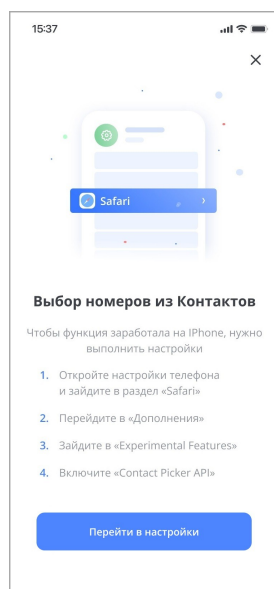 15:37
Safari
Выбор номеров из Контактов
Чтобы функция заработала на IPhone, нужно
выполнить настройки
1. Откройте настройки телефона
и зайдите в раздел «Safari»
2. Перейдите в «Дополнения»
3. Зайдите в «Experimental Features»
4. Включите «Contact Picker API»
Перейти в настройки